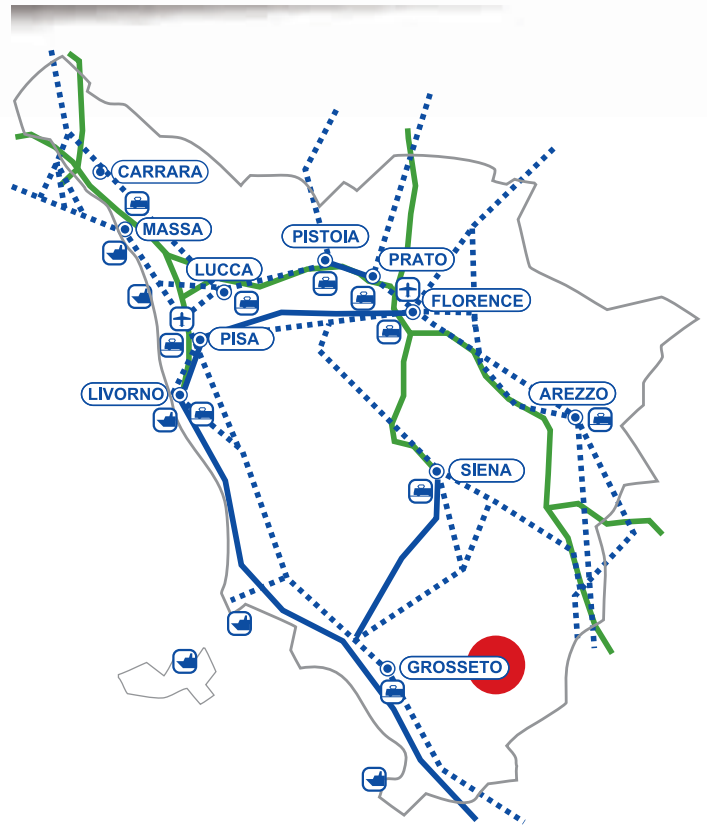 CARRARA
MASSA
PISTOIA
PRATO
LUCCA
FLORENCE
PISA
LIVORNO
AREZZO
SIENA
GROSSETO